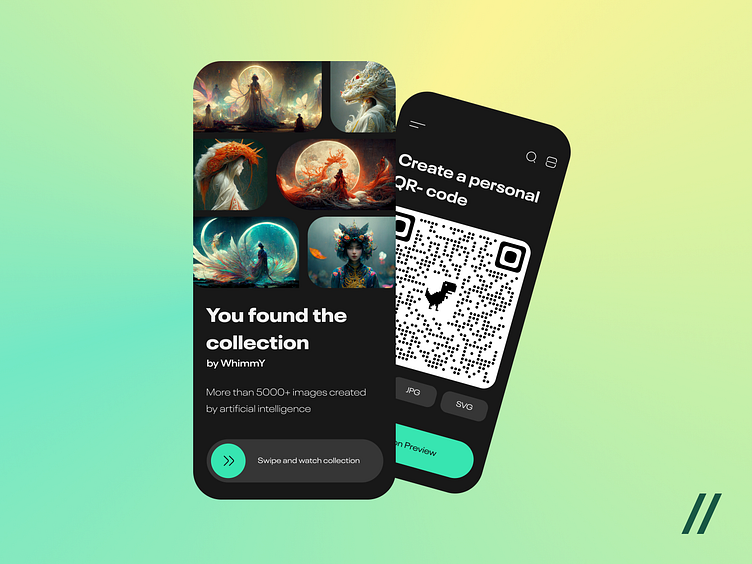 You found the
collection
by WhimmY
More than 5000+ images created
by artificial intelligence
Swipe and watch collection
Create a personal
QR- code
JPG
SVG
Preview